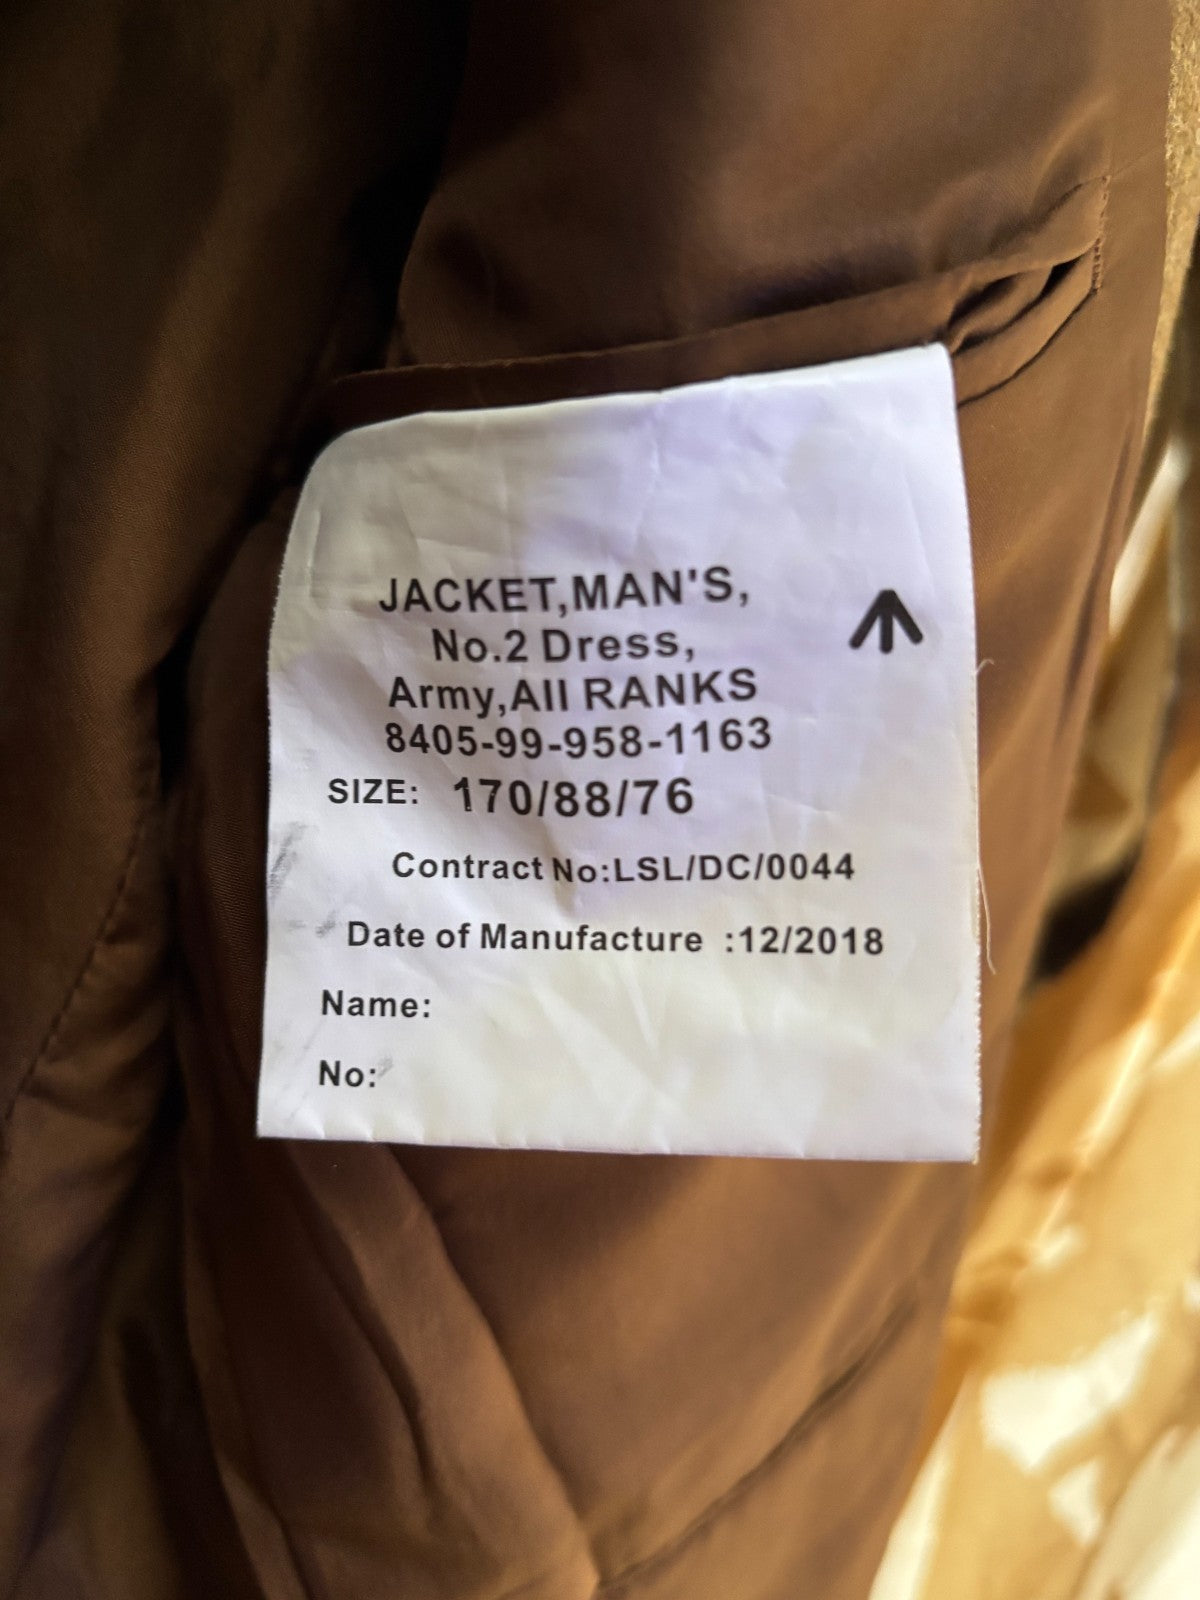 JACKET,MAN'S,
No.2 Dress,
Army,All RANKS
8405-99-958-1163
SIZE: 170/88/76
Contract No:LSL/DC/0044
Date of Manufacture :12/2018
Name:
No: